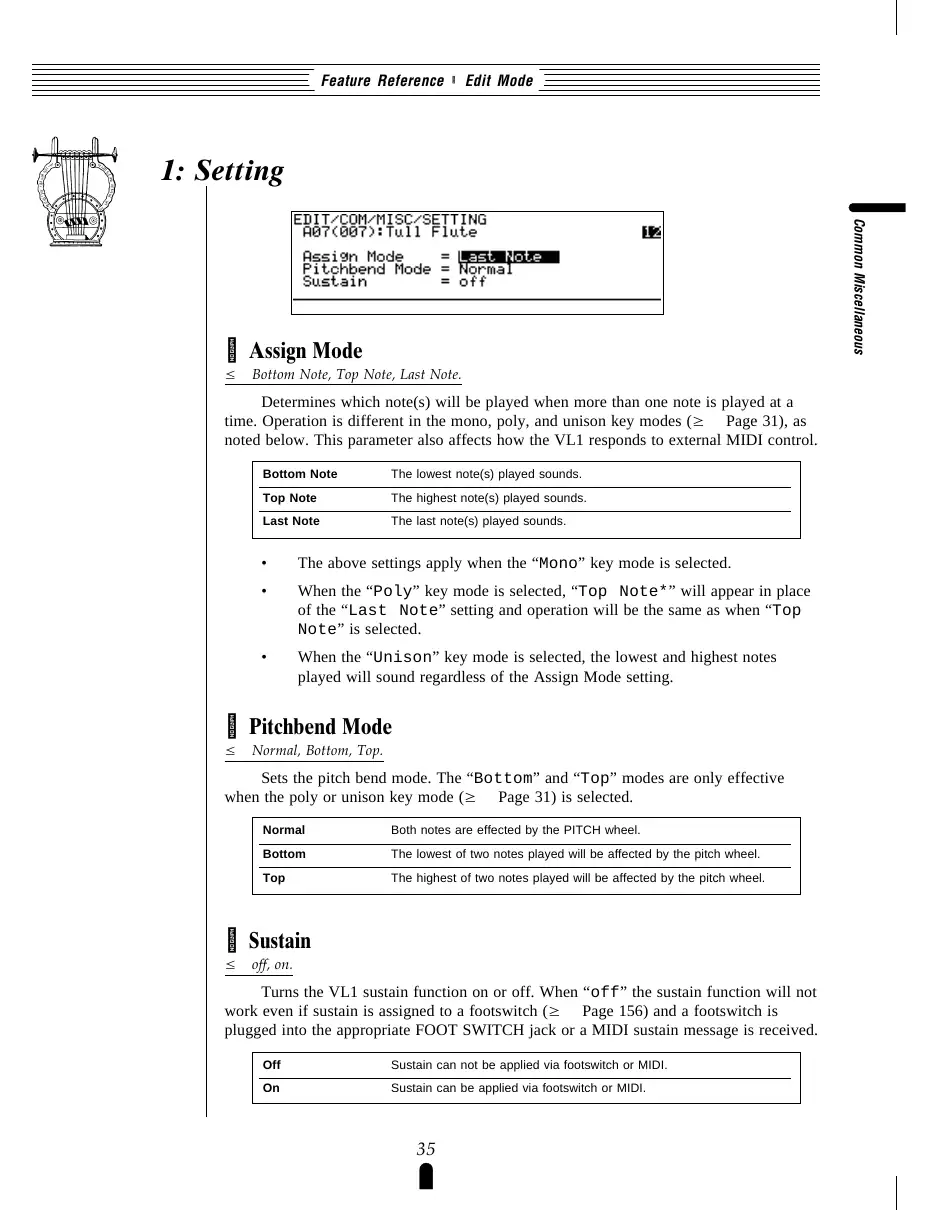 Feature Reference Edit Mode
1: Setting
EDIT/COM/MISC/SETTING
A07(007):Tull Flute 12
Assign Mode = Last Note
Pitchbend Mode = Normal
Sustain = off
Common Miscellaneous
Assign Mode
≤ Bottom Note, Top Note, Last Note.
Determines which note(s) will be played when more than one note is played at a
time. Operation is different in the mono, poly, and unison key modes (≥ Page 31), as
noted below. This parameter also affects how the VL1 responds to external MIDI control.
Bottom Note The lowest note(s) played sounds.
Top Note The highest note(s) played sounds.
Last Note The last note(s) played sounds.
• The above settings apply when the “Mono” key mode is selected.
• When the “Poly” key mode is selected, “Top Note*” will appear in place
of the “Last Note” setting and operation will be the same as when “Top
Note” is selected.
• When the “Unison” key mode is selected, the lowest and highest notes
played will sound regardless of the Assign Mode setting.
Pitchbend Mode
≤ Normal, Bottom, Top.
Sets the pitch bend mode. The “Bottom” and “Top” modes are only effective
when the poly or unison key mode (≥ Page 31) is selected.
Normal Both notes are effected by the PITCH wheel.
Bottom The lowest of two notes played will be affected by the pitch wheel.
Top The highest of two notes played will be affected by the pitch wheel.
Sustain
≤ off, on.
Turns the VL1 sustain function on or off. When “off” the sustain function will not
work even if sustain is assigned to a footswitch (≥ Page 156) and a footswitch is
plugged into the appropriate FOOT SWITCH jack or a MIDI sustain message is received.
Off Sustain can not be applied via footswitch or MIDI.
On Sustain can be applied via footswitch or MIDI.
35